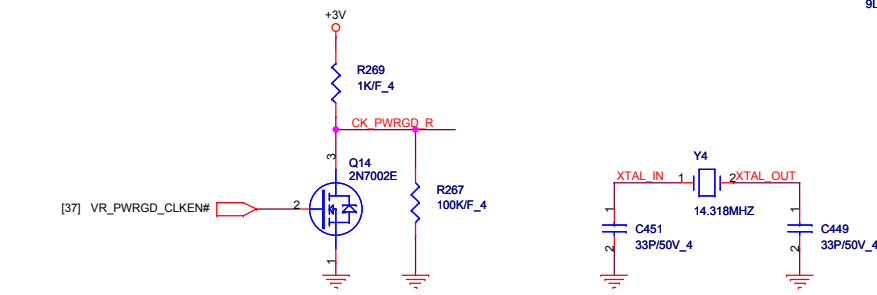 9L
+3V
R269
1K/F_4
CK_PWRGD_R
3
Q14
2N7002E
R267
100K/F_4
[37] VR_PWRGD_CLKEN#
2
1
Y4
XTAL_IN
1
2
XTAL_OUT
14.318MHZ
1
C451
33P/50V_4
2
1
C449
33P/50V_4
2